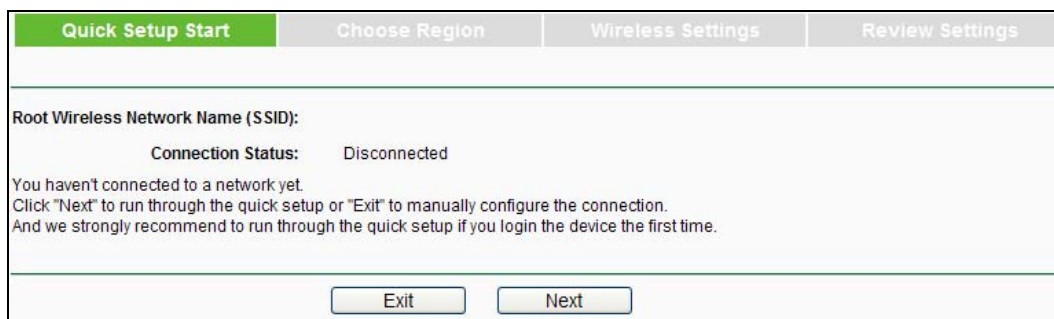 Quick Setup Start Choose Region Wireless Settings Review Settings
Root Wireless Network Name (SSID):
Connection Status: Disconnected
You haven't connected to a network yet.
Click "Next" to run through the quick setup or "Exit" to manually configure the connection.
And we strongly recommend to run through the quick setup if you login the device the first time.
Exit Next